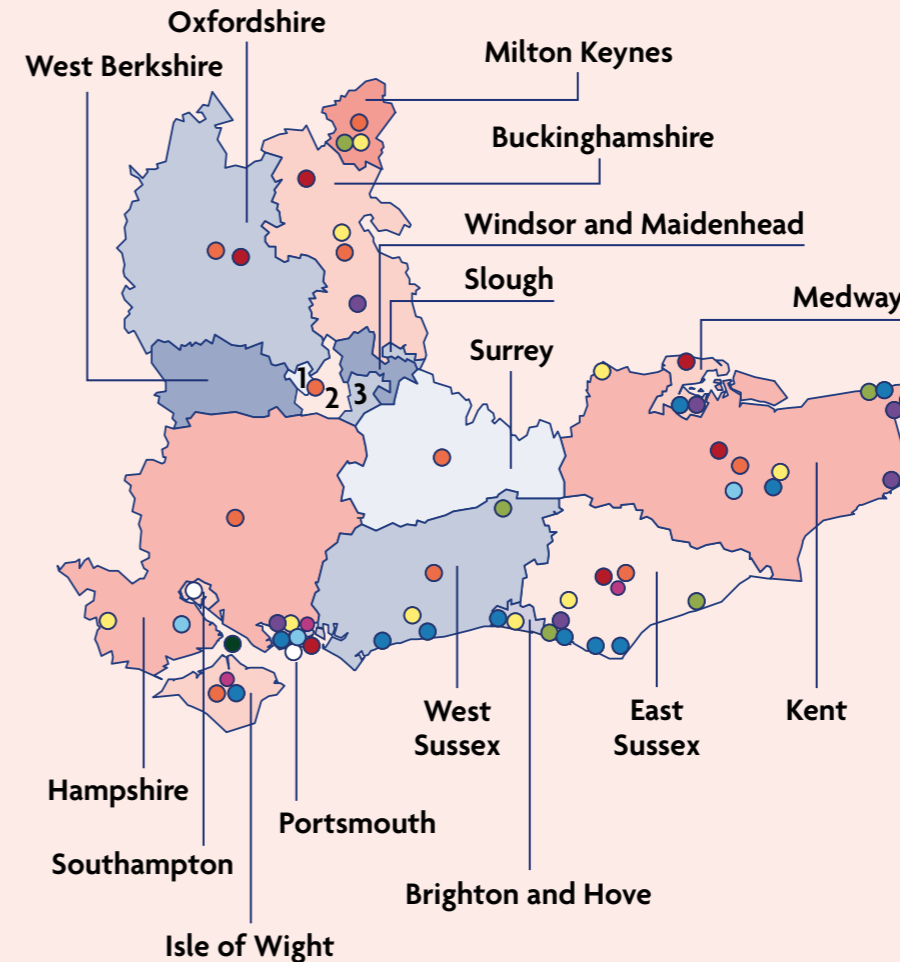 Oxfordshire
West Berkshire
Milton Keynes
Buckinghamshire
Windsor and Maidenhead
Slough
Medway
Surrey
1
2
3
West
Sussex
East
Sussex
Kent
Hampshire
Portsmouth
Southampton
Brighton and Hove
Isle of Wight